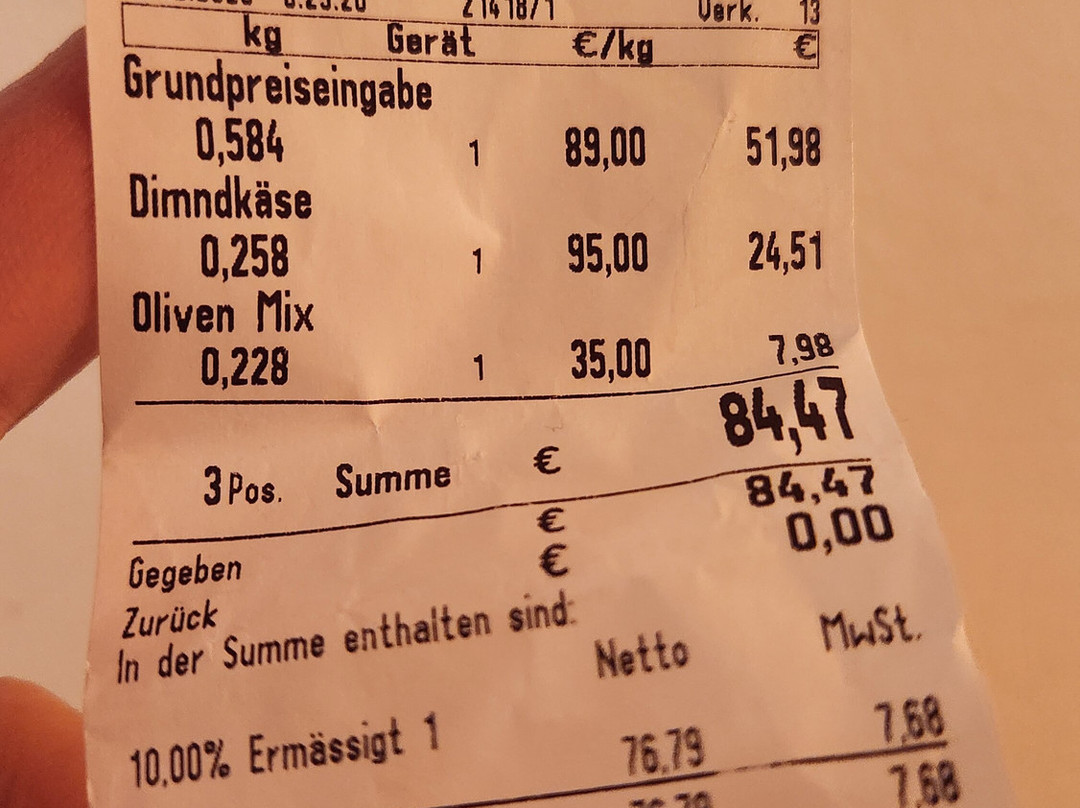 Verk. 13
kg Gerät €/kg €
Grundpreiseingabe
0,584 1 89,00 51,98
Dimndkäse
0,258 1 95,00 24,51
Oliven Mix
0,228 1 35,00 7,98
3 Pos. Summe € 84,47
Gegeben € 84,47
Zurück € 0,00
In der Summe enthalten sind:
Netto MwSt.
10,00% Ermässigt 1 76,79 7,68
7,68